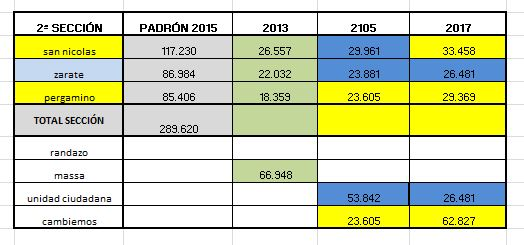 2ª SECCIÓN PADRÓN 2015 2013 2105 2017
san nicolas 117.230 26.557 29.961 33.458
zarate 86.984 22.032 23.881 26.481
pergamino 85.406 18.359 23.605 29.369
TOTAL SECCIÓN 289.620
randazo
massa 66.948
unidad ciudadana 53.842 26.481
cambiemos 23.605 62.827